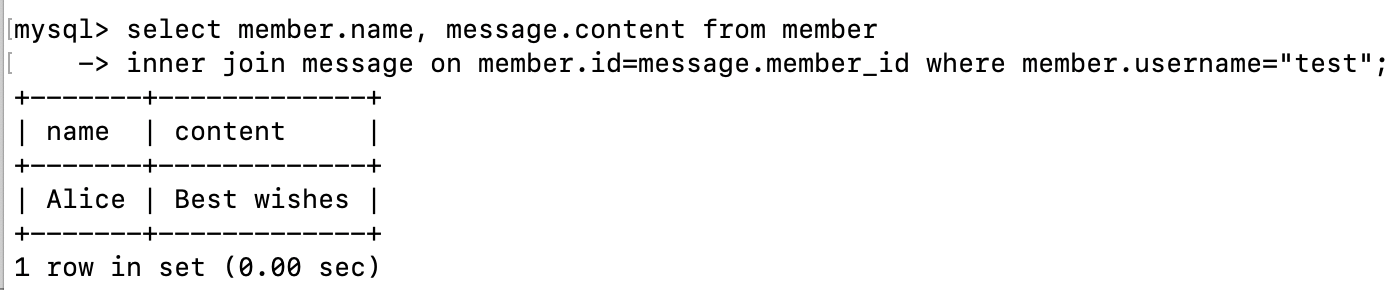 [mysql> select member.name, message.content from member
[    -> inner join message on member.id=message.member_id where member.username="test";
+-------+-------------+
| name  | content     |
+-------+-------------+
| Alice | Best wishes |
+-------+-------------+
1 row in set (0.00 sec)